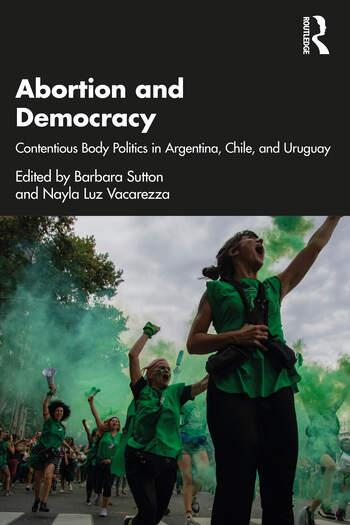 ROUTLEDGE
Abortion and
Democracy
Contentious Body Politics in Argentina, Chile, and Uruguay
Edited by Barbara Sutton
and Nayla Luz Vacarezza